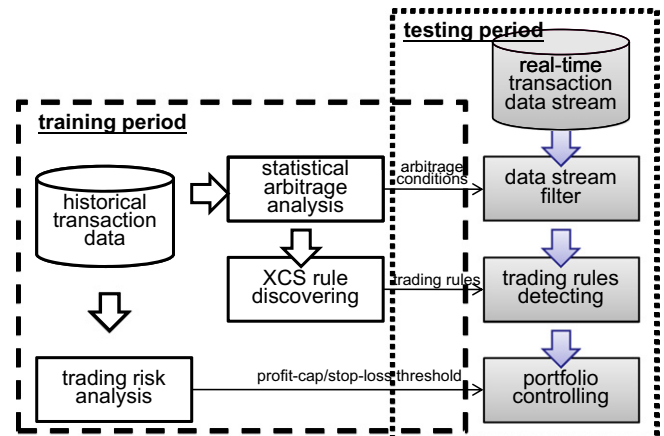 testing period
real-time
transaction
data stream
training period
historical
transaction
data
statistical
arbitrage
analysis
arbitrage
conditions
data stream
filter
XCS rule
discovering
trading rules
trading rules
detecting
trading risk
analysis
profit-cap/stop-loss threshold
portfolio
controlling